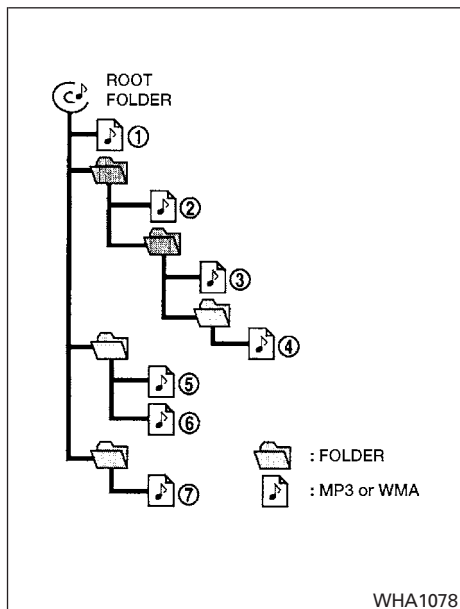 ROOT
FOLDER
①
②
③
④
⑤
⑥
⑦
: FOLDER
: MP3 or WMA
WHA1078